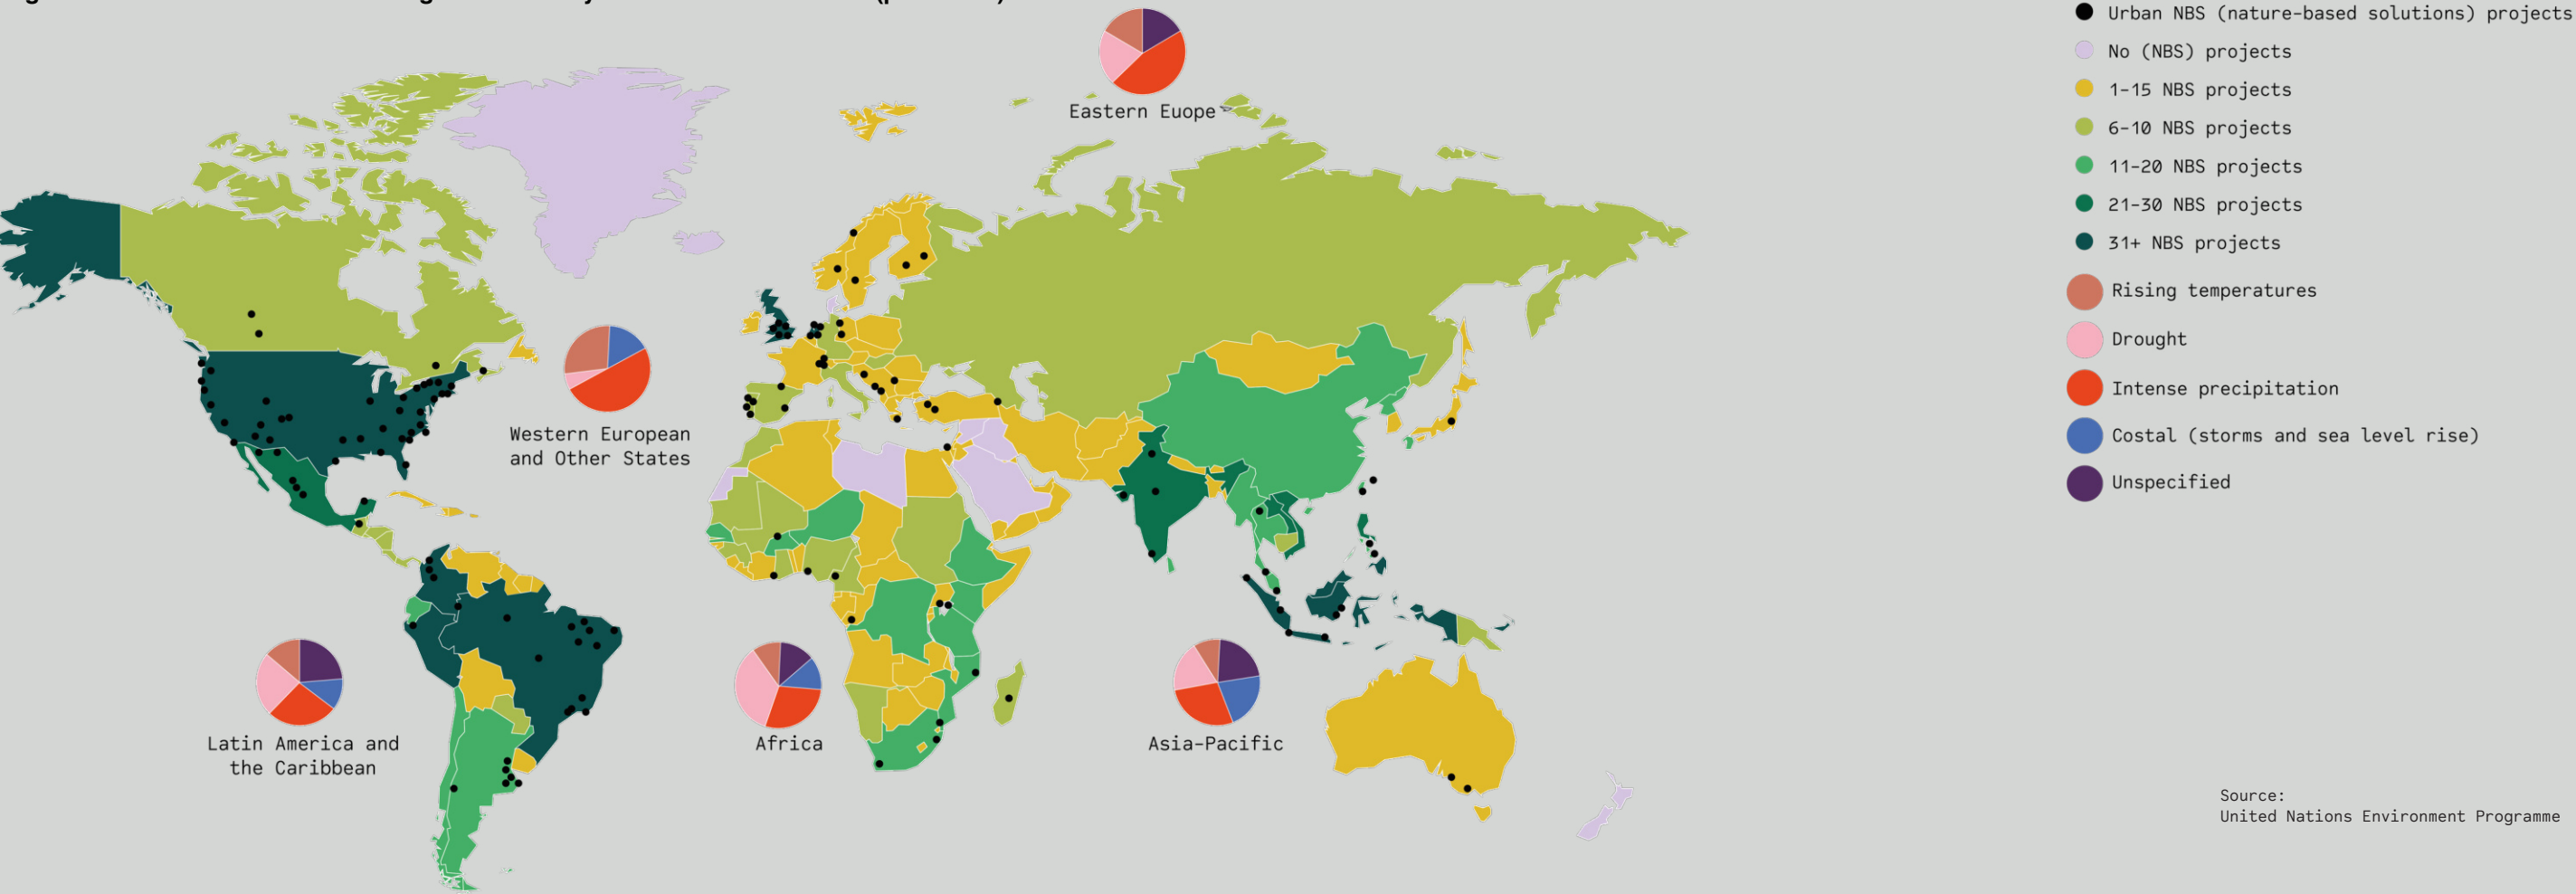 Eastern Euope
Western European
and Other States
Latin America and
the Caribbean
Africa
Asia-Pacific
Urban NBS (nature-based solutions) projects
No (NBS) projects
1-15 NBS projects
6-10 NBS projects
11-20 NBS projects
21-30 NBS projects
31+ NBS projects
Rising temperatures
Drought
Intense precipitation
Costal (storms and sea level rise)
Unspecified
Source:
United Nations Environment Programme